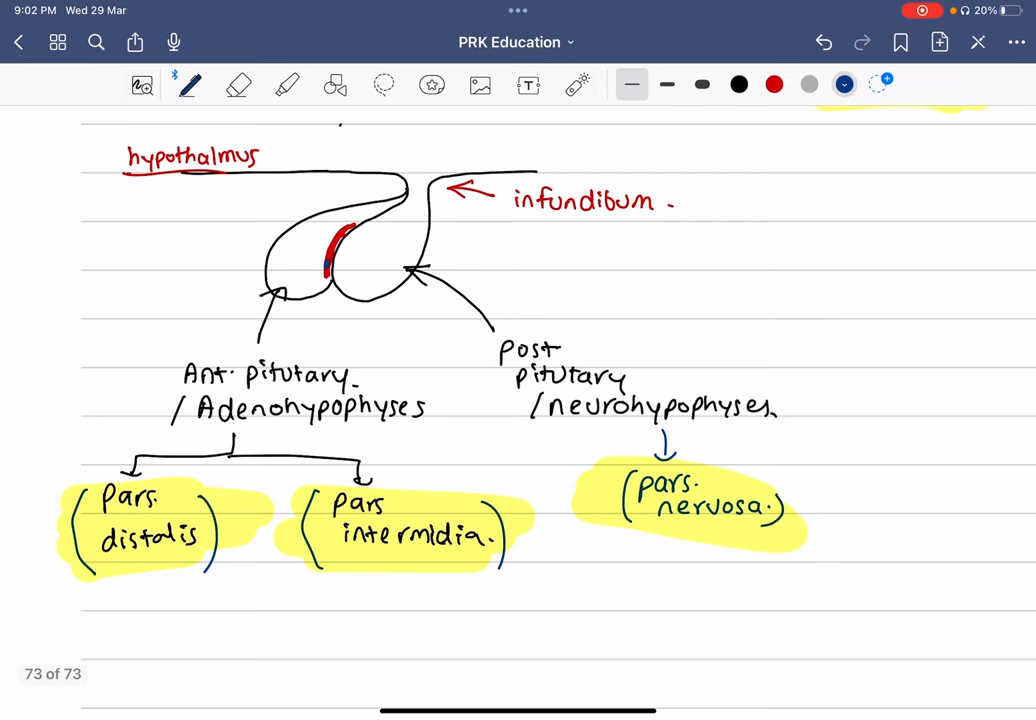 9:02 PM Wed 29 Mar
20%
PRK Education
T
hypothalmus
infundibum.
Post
pitutary
/neurohypophyses.
Ant. pitutary.
/Adenohypophyses
(pars.
nervosa.)
(Pars.
distalis)
(Pars
intermidia.)
73 of 73